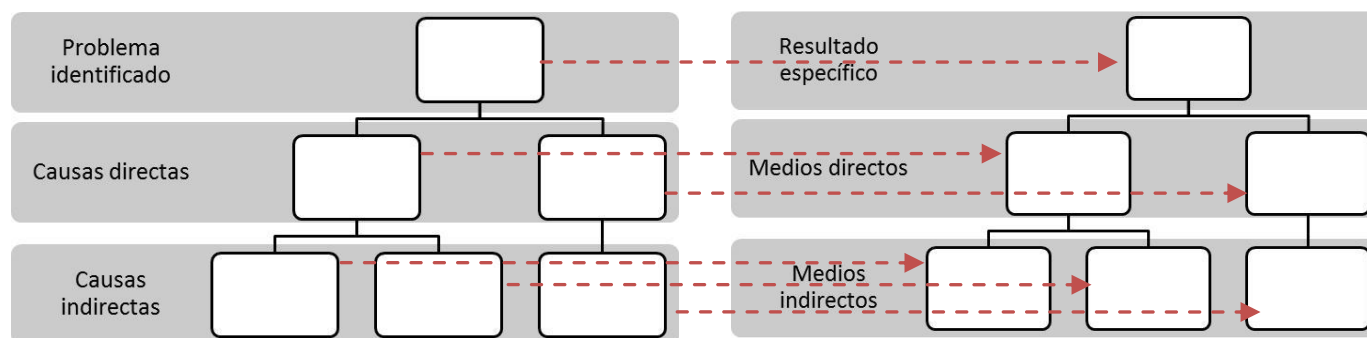 Problema
identificado
Resultado
específico
Causas directas
Medios directos
Causas
indirectas
Medios
indirectos